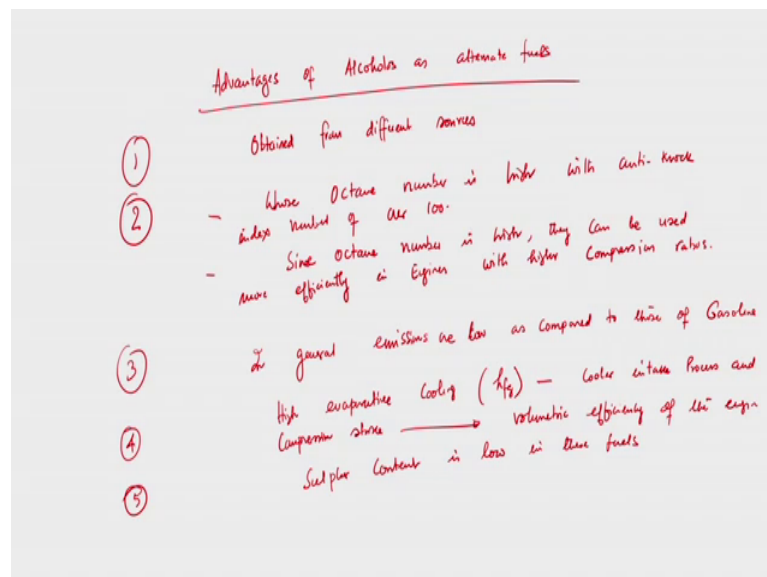 Advantages of Alcohols as alternate fuels
1 Obtained from different sources
2 - whose Octane number is high with anti-knock
index number of over 100.
- Since octane number is high, they can be used
more efficiently in Engines with higher Compression ratios.
3 In general emissions are low as compared to those of Gasoline
4 High evaporative Cooling (hfg) – Cooler intake Process and
Compression stroke → volumetric efficiency of the engine
5 Sulphur Content is low in these fuels